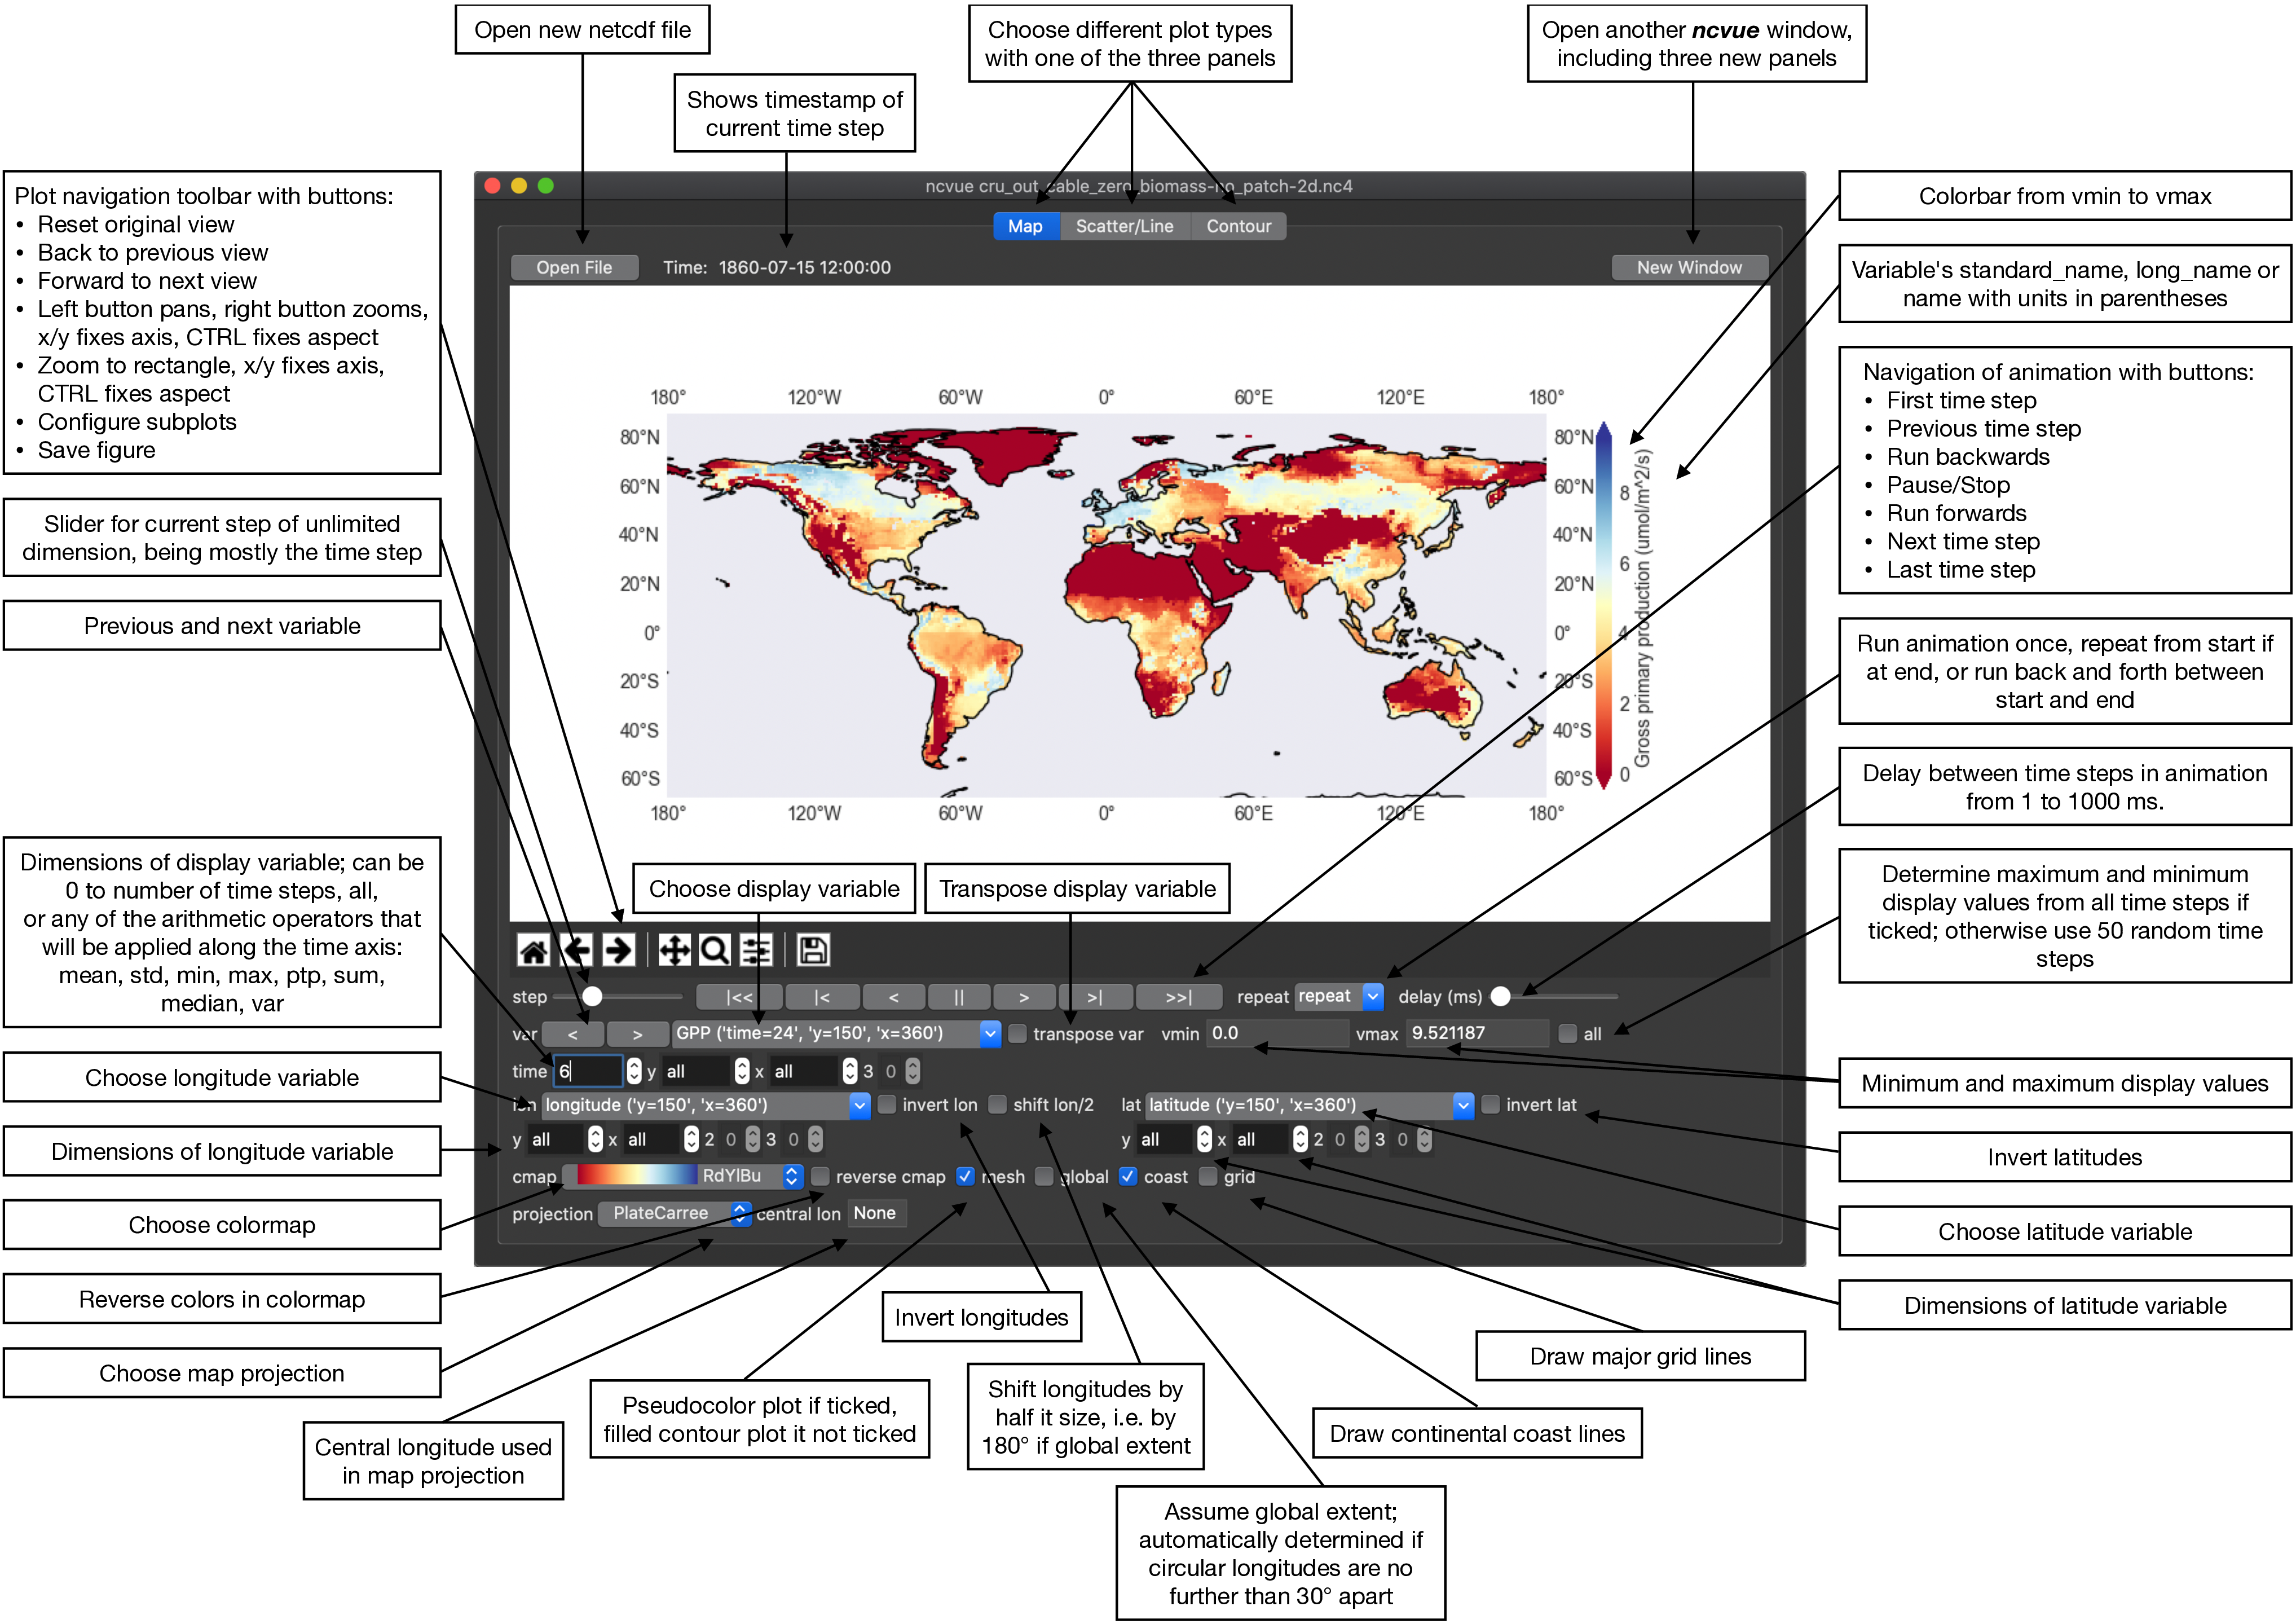 Open new netcdf file
Choose different plot types
with one of the three panels
Open another ncvue window,
including three new panels
Shows timestamp of
current time step
Plot navigation toolbar with buttons:
• Reset original view
• Back to previous view
• Forward to next view
• Left button pans, right button zooms,
x/y fixes axis, CTRL fixes aspect
• Zoom to rectangle, x/y fixes axis,
CTRL fixes aspect
• Configure subplots
• Save figure
Slider for current step of unlimited
dimension, being mostly the time step
Previous and next variable
Dimensions of display variable; can be
0 to number of time steps, all,
or any of the arithmetic operators that
will be applied along the time axis:
mean, std, min, max, ptp, sum,
median, var
Choose longitude variable
Dimensions of longitude variable
Choose colormap
Reverse colors in colormap
Choose map projection
Central longitude used
in map projection
ncvue cru_out_cable_zero_biomass-no_patch-2d.nc4
Map Scatter/Line Contour
Open File Time: 1860-07-15 12:00:00 New Window
180° 120°W 60°W 0° 60°E 120°E 180°
80°N 80°N
60°N 60°N
8
40°N 40°N
6
20°N 20°N
0° 0° 4
20°S 20°S
2
40°S 40°S
60°S 60°S 0
Gross primary production (umol/m^2/s)
180° 120°W 60°W 0° 60°E 120°E 180°
Choose display variable
Transpose display variable
step |<< |< < || > >| >>| repeat repeat delay (ms)
var < > GPP ('time=24', 'y=150', 'x=360') transpose var vmin 0.0 vmax 9.521187 all
time 6 y all x all 3 0
lon longitude ('y=150', 'x=360') invert lon shift lon/2 lat latitude ('y=150', 'x=360') invert lat
y all x all 2 0 3 0 y all x all 2 0 3 0
cmap RdYlBu reverse cmap mesh global coast grid
projection PlateCarree central lon None
Colorbar from vmin to vmax
Variable's standard_name, long_name or
name with units in parentheses
Navigation of animation with buttons:
• First time step
• Previous time step
• Run backwards
• Pause/Stop
• Run forwards
• Next time step
• Last time step
Run animation once, repeat from start if
at end, or run back and forth between
start and end
Delay between time steps in animation
from 1 to 1000 ms.
Determine maximum and minimum
display values from all time steps if
ticked; otherwise use 50 random time
steps
Minimum and maximum display values
Invert latitudes
Choose latitude variable
Dimensions of latitude variable
Invert longitudes
Draw major grid lines
Pseudocolor plot if ticked,
filled contour plot it not ticked
Shift longitudes by
half it size, i.e. by
180° if global extent
Draw continental coast lines
Assume global extent;
automatically determined if
circular longitudes are no
further than 30° apart